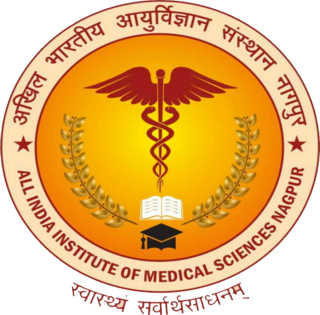 अखिल भारतीय आयुर्विज्ञान संस्थान नागपुर
ALL INDIA INSTITUTE OF MEDICAL SCIENCES NAGPUR
स्वास्थ्यं सर्वार्थसाधनम्